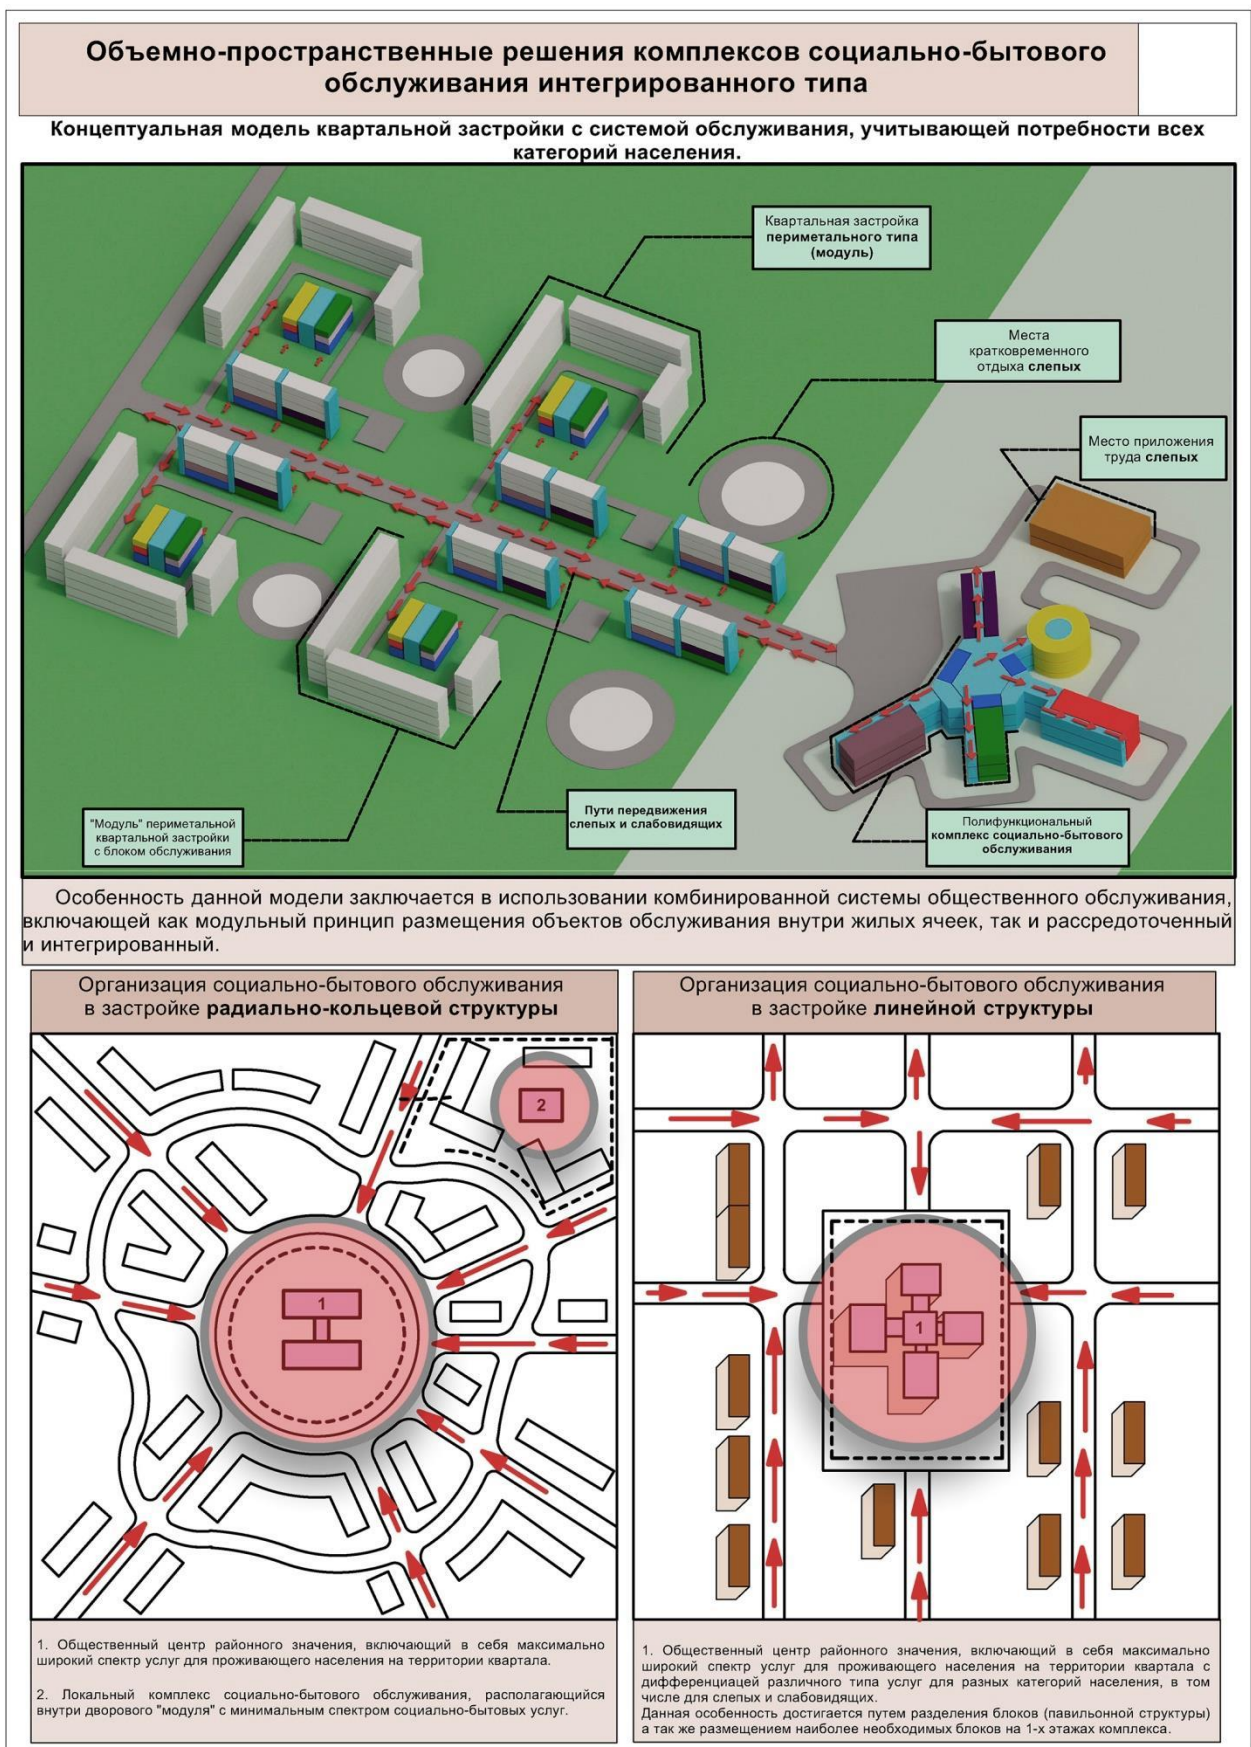 Объемно-пространственные решения комплексов социально-бытового
обслуживания интегрированного типа
Концептуальная модель квартальной застройки с системой обслуживания, учитывающей потребности всех
категорий населения.
Квартальная застройка
периметального типа
(модуль)
Места
кратковременного
отдыха слепых
Место приложения
труда слепых
"Модуль" периметальной
квартальной застройки
с блоком обслуживания
Пути передвижения
слепых и слабовидящих
Полифункциональный
комплекс социально-бытового
обслуживания
Особенность данной модели заключается в использовании комбинированной системы общественного обслуживания,
включающей как модульный принцип размещения объектов обслуживания внутри жилых ячеек, так и рассредоточенный
и интегрированный.
Организация социально-бытового обслуживания
в застройке радиально-кольцевой структуры
2
1
1. Общественный центр районного значения, включающий в себя максимально
широкий спектр услуг для проживающего населения на территории квартала.
2. Локальный комплекс социально-бытового обслуживания, располагающийся
внутри дворового "модуля" с минимальным спектром социально-бытовых услуг.
Организация социально-бытового обслуживания
в застройке линейной структуры
1
1. Общественный центр районного значения, включающий в себя максимально
широкий спектр услуг для проживающего населения на территории квартала с
дифференциацей различного типа услуг для разных категорий населения, в том
числе для слепых и слабовидящих.
Данная особенность достигается путем разделения блоков (павильонной структуры)
а так же размещением наиболее необходимых блоков на 1-х этажах комплекса.